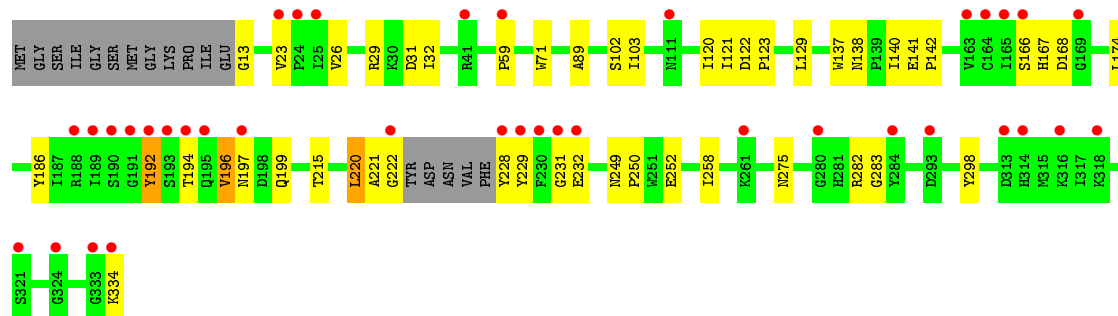 MET GLY SER ILE GLY SER MET GLY LYS PRO ILE GLU G13 V23 P24 I25 V26 R29 K30 D31 I32 R41 P59 W71 A89 S102 I103 N111 I120 I121 D122 P123 L129 W137 N138 P139 I140 E141 P142 V163 C164 I165 S166 H167 D168 G169 L174
Y186 I187 R188 I189 S190 G191 Y192 S193 T194 Q195 V196 N197 D198 Q199 T215 L220 A221 G222 TYR ASP ASN VAL PHE Y228 Y229 F230 G231 E232 N249 P250 W251 E252 I258 K261 N275 G280 H281 R282 G283 Y284 D293 Y298 D313 H314 M315 K316 I317 K318
S321 G324 G333 K334